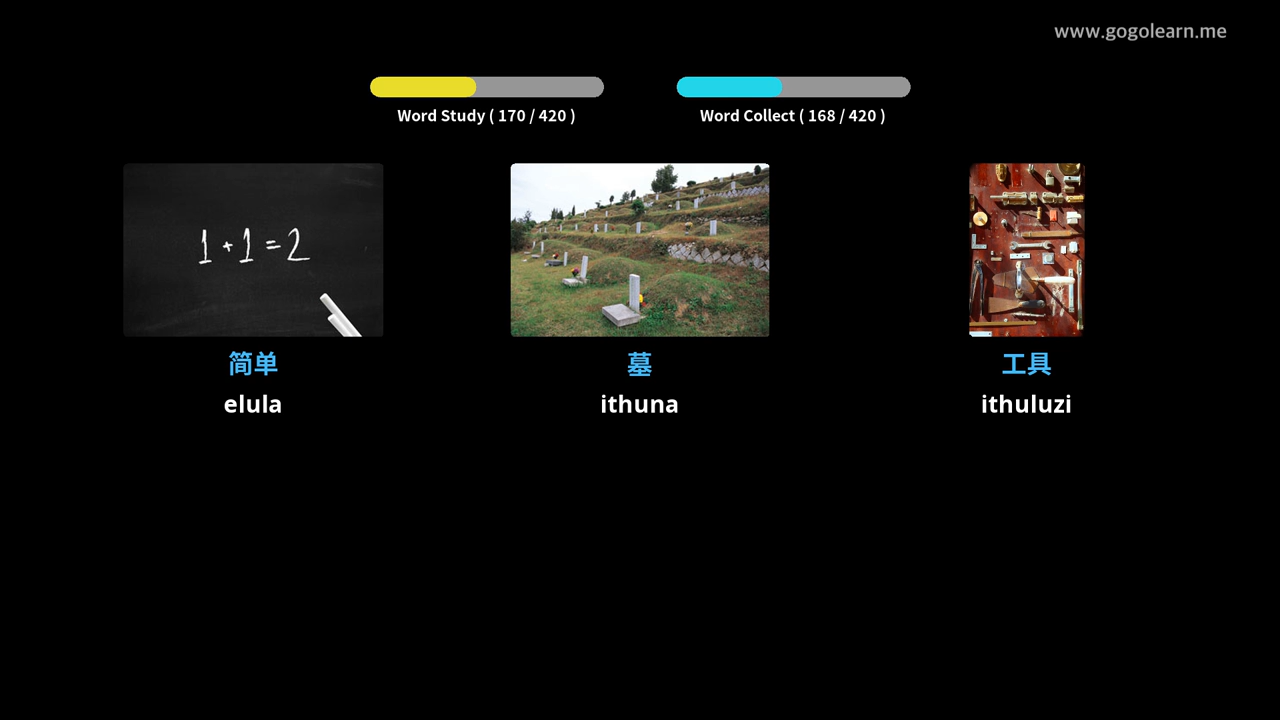 www.gogolearn.me
Word Study ( 170 / 420 )
Word Collect ( 168 / 420 )
1 + 1 = 2
简单
墓
工具
elula
ithuna
ithuluzi